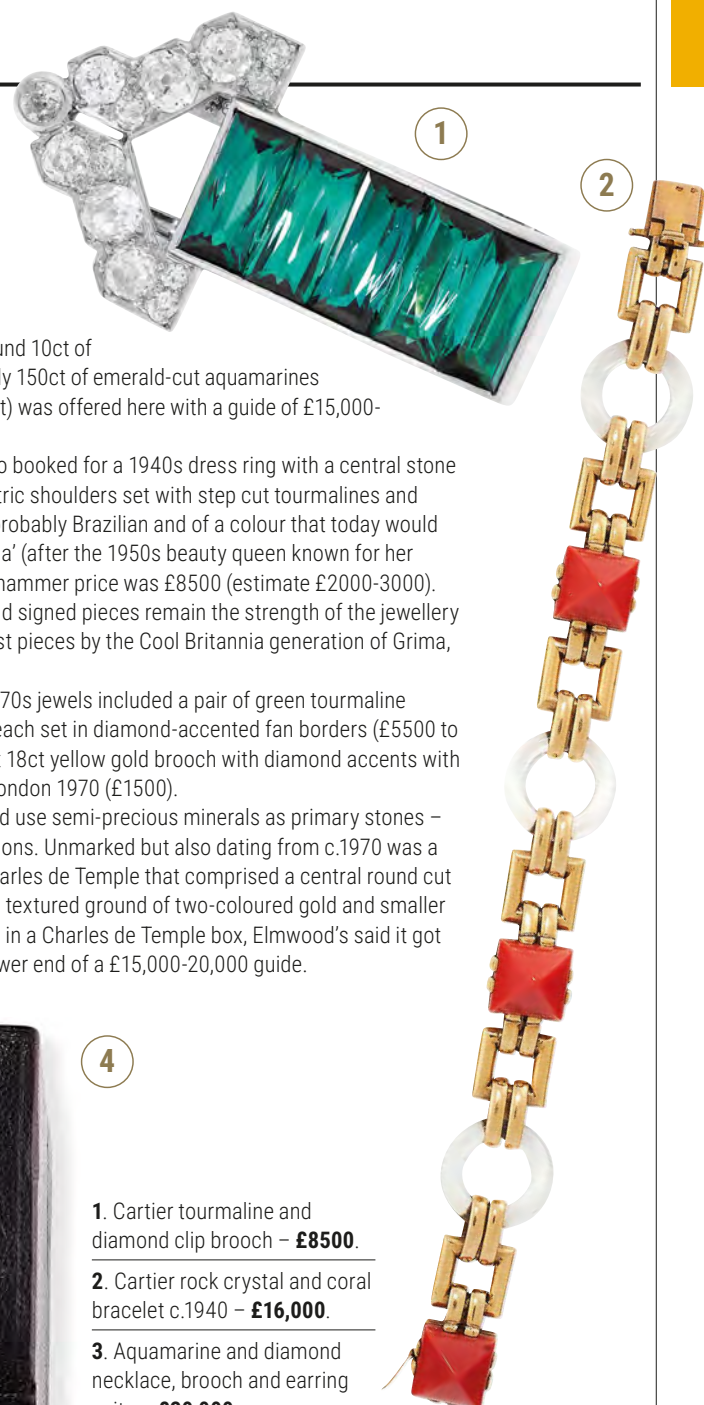 1
2
und 10ct of
ly 150ct of emerald-cut aquamarines
t) was offered here with a guide of £15,000-
o booked for a 1940s dress ring with a central stone
tric shoulders set with step cut tourmalines and
probably Brazilian and of a colour that today would
a’ (after the 1950s beauty queen known for her
hammer price was £8500 (estimate £2000-3000).
d signed pieces remain the strength of the jewellery
st pieces by the Cool Britannia generation of Grima,
70s jewels included a pair of green tourmaline
each set in diamond-accented fan borders (£5500 to
t 18ct yellow gold brooch with diamond accents with
ondon 1970 (£1500).
d use semi-precious minerals as primary stones –
ons. Unmarked but also dating from c.1970 was a
arles de Temple that comprised a central round cut
textured ground of two-coloured gold and smaller
in a Charles de Temple box, Elmwood’s said it got
wer end of a £15,000-20,000 guide.
4
1. Cartier tourmaline and
diamond clip brooch – £8500.
2. Cartier rock crystal and coral
bracelet c.1940 – £16,000.
3. Aquamarine and diamond
necklace, brooch and earring